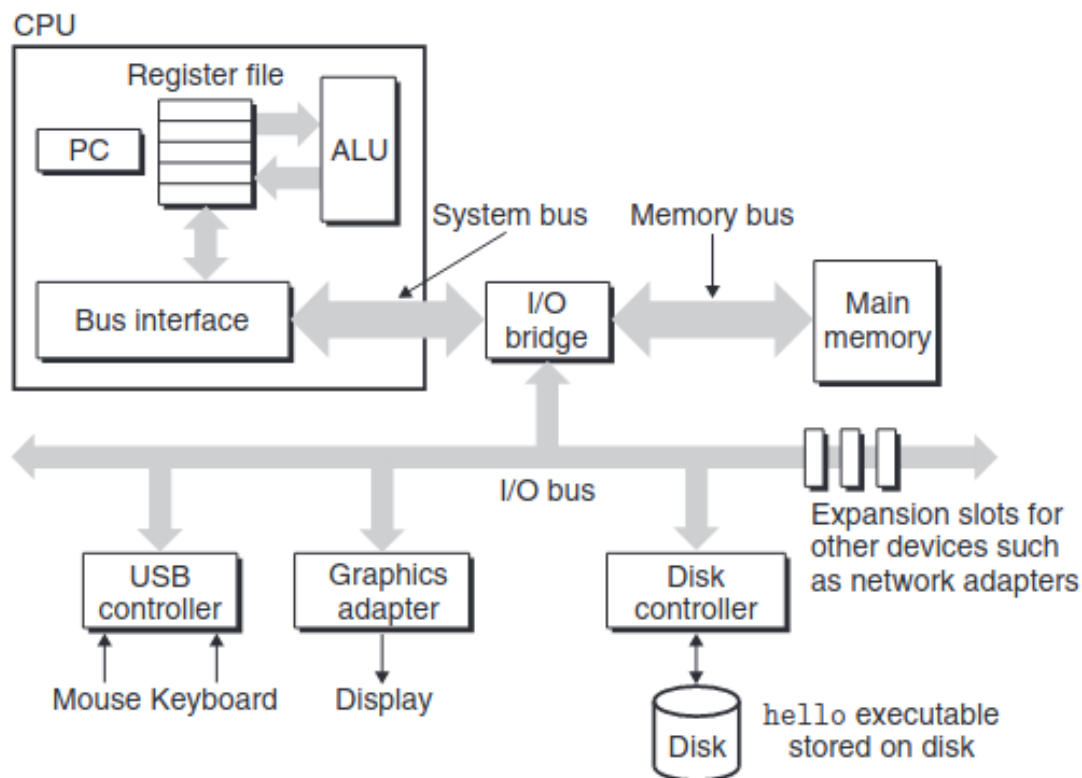 CPU
Register file
PC
ALU
System bus
Memory bus
Bus interface
I/O
bridge
Main
memory
I/O bus
Expansion slots for
other devices such
as network adapters
USB
controller
Graphics
adapter
Disk
controller
Mouse Keyboard
Display
Disk
hello executable
stored on disk